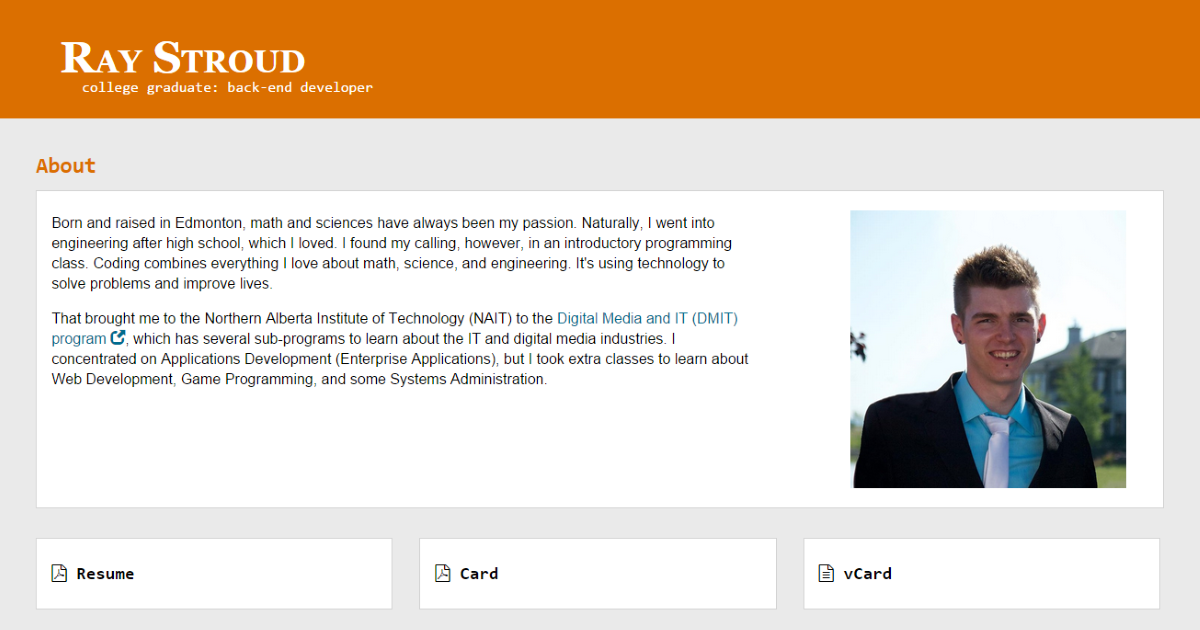 RAY STROUD
college graduate: back-end developer
About
Born and raised in Edmonton, math and sciences have always been my passion. Naturally, I went into
engineering after high school, which I loved. I found my calling, however, in an introductory programming
class. Coding combines everything I love about math, science, and engineering. It's using technology to
solve problems and improve lives.
That brought me to the Northern Alberta Institute of Technology (NAIT) to the Digital Media and IT (DMIT)
program, which has several sub-programs to learn about the IT and digital media industries. I
concentrated on Applications Development (Enterprise Applications), but I took extra classes to learn about
Web Development, Game Programming, and some Systems Administration.
Resume
Card
vCard